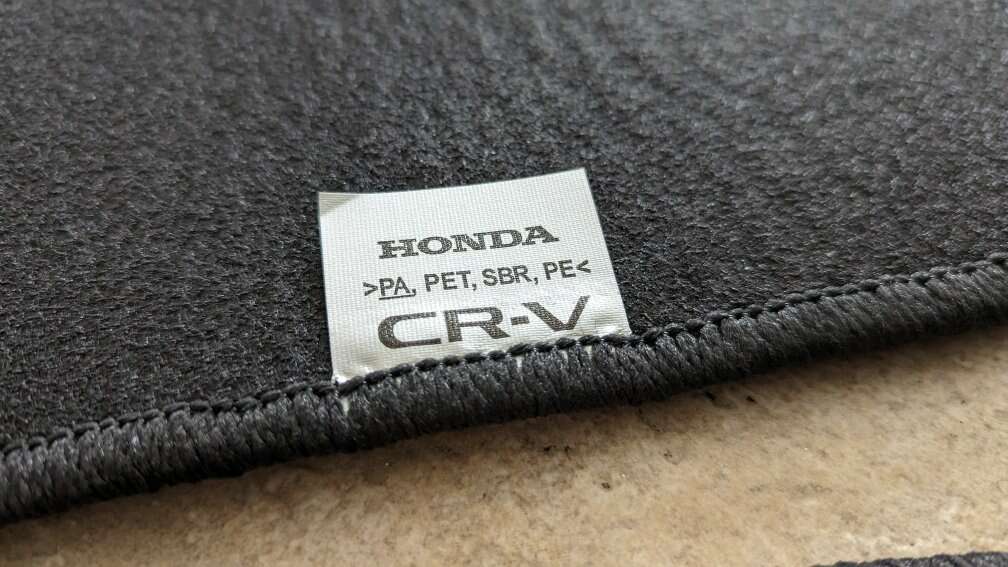 HONDA
>PA, PET, SBR, PE<
CR-V